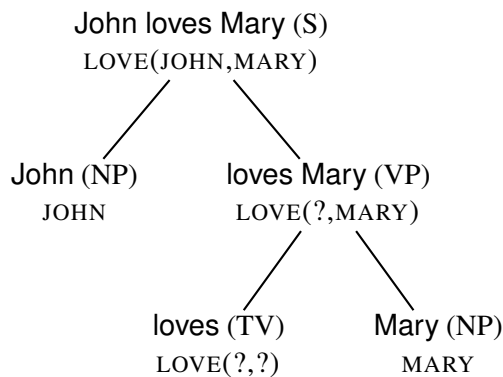 John loves Mary (S)
LOVE(JOHN,MARY)
John (NP)
JOHN
loves Mary (VP)
LOVE(?,MARY)
loves (TV)
LOVE(?,?)
Mary (NP)
MARY